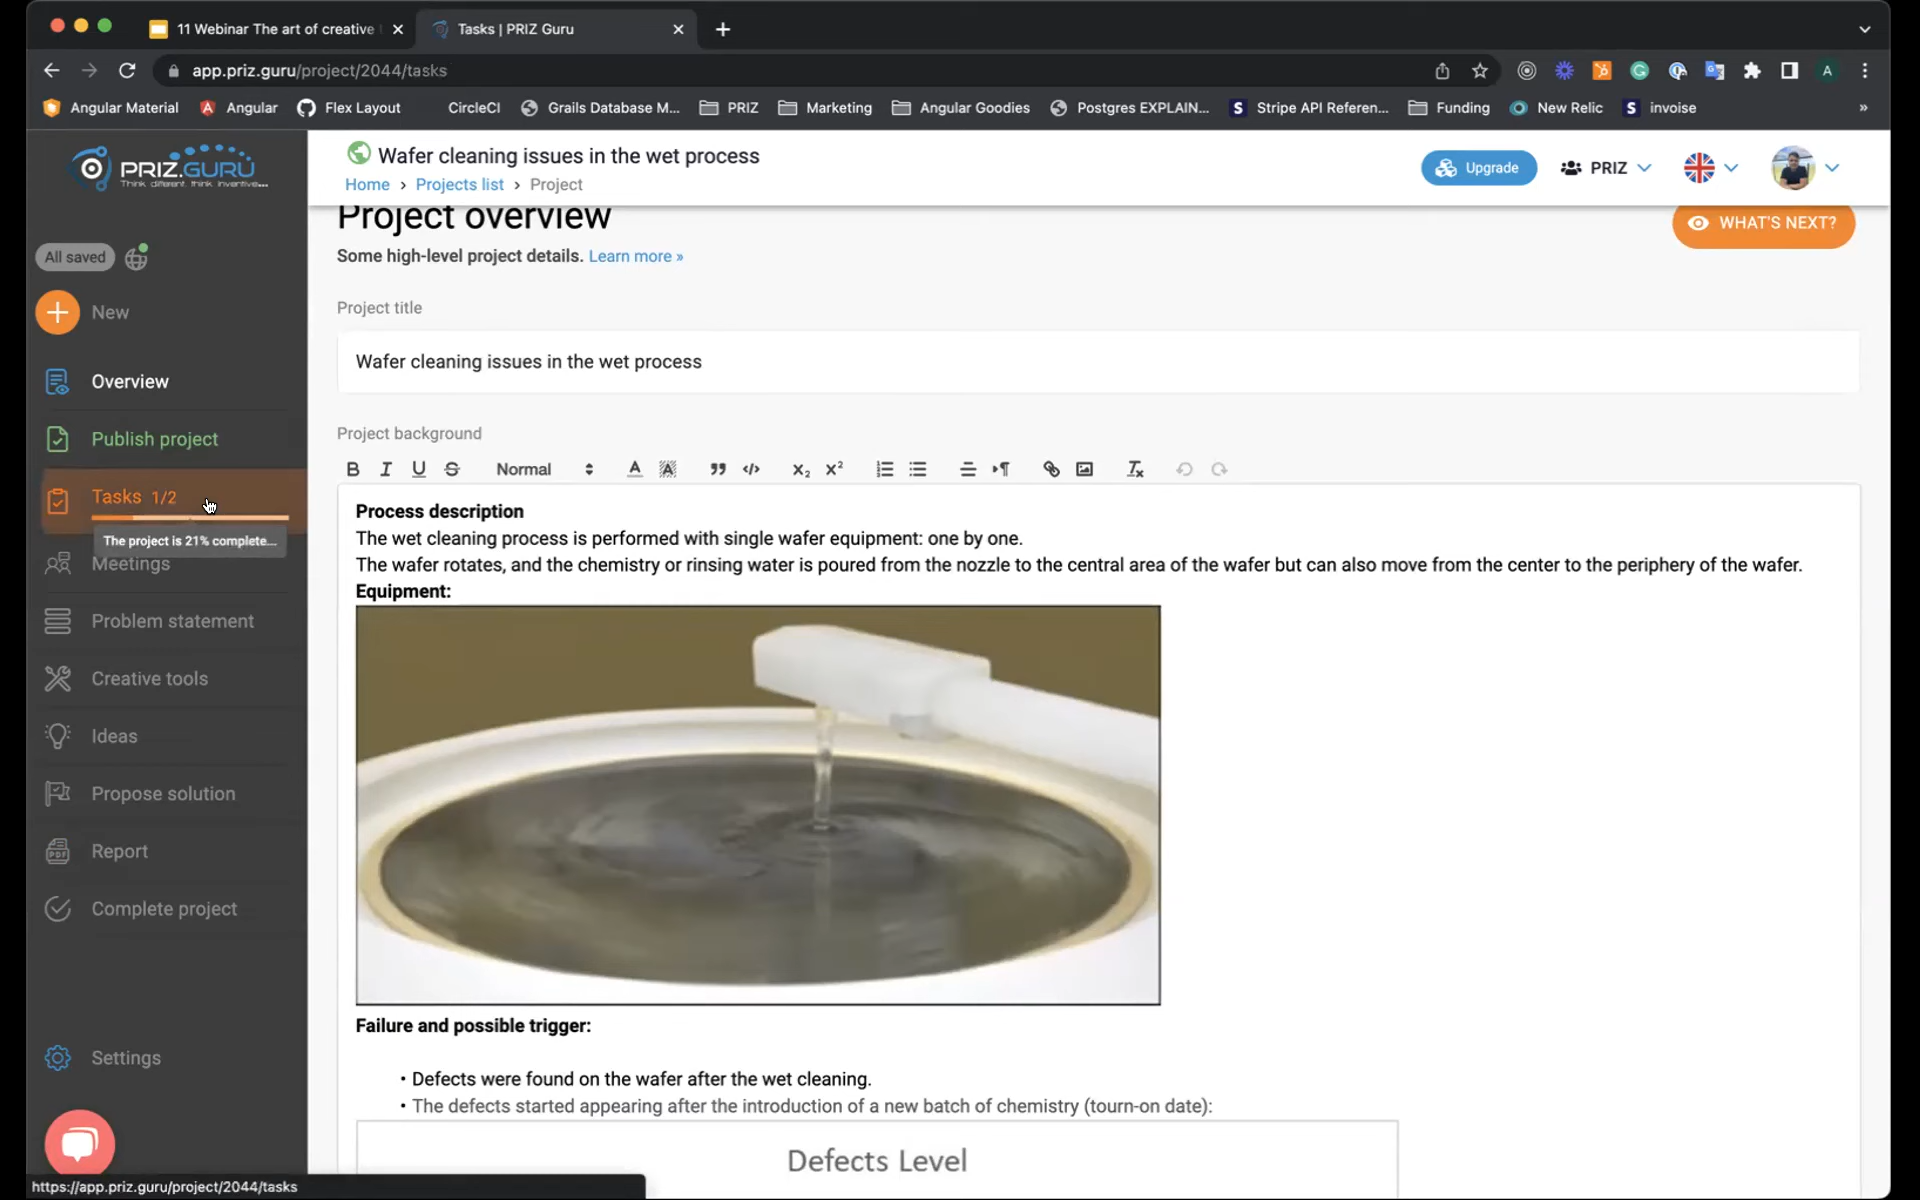 11 Webinar The art of creative
Tasks | PRIZ Guru
app.priz.guru/project/2044/tasks
A
Angular Material
Angular
Flex Layout
CircleCI
Grails Database M...
PRIZ
Marketing
Angular Goodies
Postgres EXPLAIN...
Stripe API Referen...
Funding
New Relic
invoise
»
PRIZ.GURU
Think different, think inventive...
Wafer cleaning issues in the wet process
Home › Projects list › Project
Upgrade
PRIZ
Project overview
WHAT'S NEXT?
Some high-level project details. Learn more »
All saved
New
Overview
Publish project
Tasks 1/2
The project is 21% complete...
Meetings
Problem statement
Creative tools
Ideas
Propose solution
Report
Complete project
Settings
Project title
Wafer cleaning issues in the wet process
Project background
Normal
Process description
The wet cleaning process is performed with single wafer equipment: one by one.
The wafer rotates, and the chemistry or rinsing water is poured from the nozzle to the central area of the wafer but can also move from the center to the periphery of the wafer.
Equipment:
Failure and possible trigger:
• Defects were found on the wafer after the wet cleaning.
• The defects started appearing after the introduction of a new batch of chemistry (tourn-on date):
Defects Level
https://app.priz.guru/project/2044/tasks